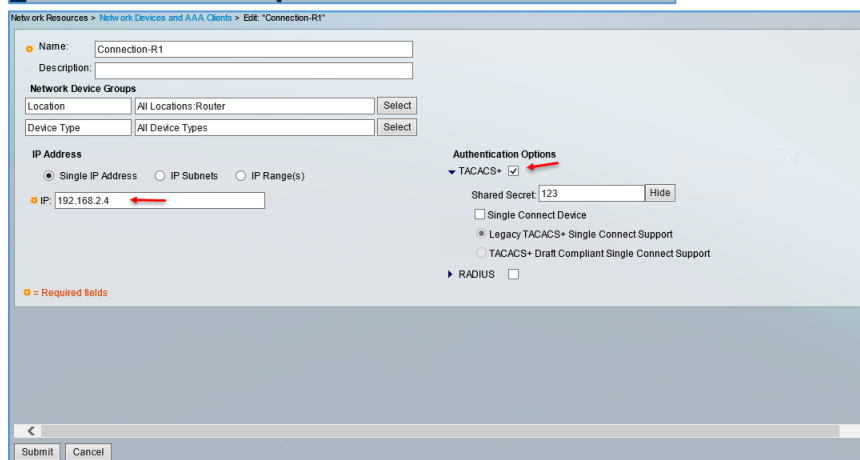 Network Resources > Network Devices and AAA Clients > Edit: "Connection-R1"
Name: Connection-R1
Description:
Network Device Groups
Location All Locations:Router Select
Device Type All Device Types Select
IP Address
Single IP Address IP Subnets IP Range(s)
IP: 192.168.2.4
Authentication Options
TACACS+
Shared Secret: 123 Hide
Single Connect Device
Legacy TACACS+ Single Connect Support
TACACS+ Draft Compliant Single Connect Support
RADIUS
= Required fields
Submit Cancel